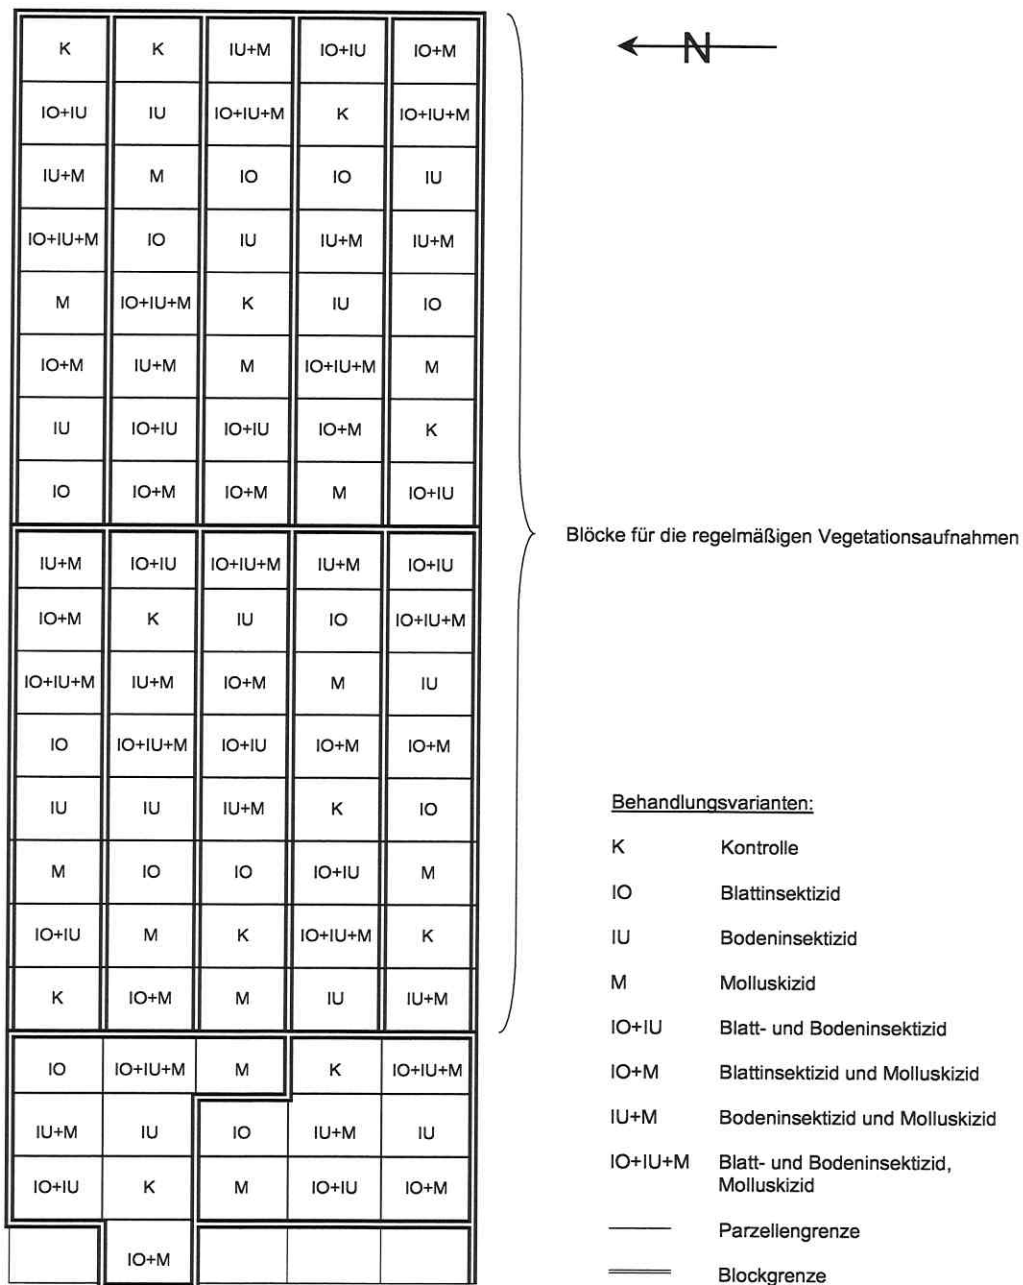 K K IU+M IO+IU IO+M
N
IO+IU IU IO+IU+M K IO+IU+M
IU+M M IO IO IU
IO+IU+M IO IU IU+M IU+M
M IO+IU+M K IU IO
IO+M IU+M M IO+IU+M M
IU IO+IU IO+IU IO+M K
IO IO+M IO+M M IO+IU
Blöcke für die regelmäßigen Vegetationsaufnahmen
IU+M IO+IU IO+IU+M IU+M IO+IU
IO+M K IU IO IO+IU+M
IO+IU+M IU+M IO+M M IU
IO IO+IU+M IO+IU IO+M IO+M
IU IU IU+M K IO
M IO IO IO+IU M
IO+IU M K IO+IU+M K
K IO+M M IU IU+M
IO IO+IU+M M K IO+IU+M
IU+M IU IO IU+M IU
IO+IU K M IO+IU IO+M
IO+M
Behandlungsvarianten:
K Kontrolle
IO Blattinsektizid
IU Bodeninsektizid
M Molluskizid
IO+IU Blatt- und Bodeninsektizid
IO+M Blattinsektizid und Molluskizid
IU+M Bodeninsektizid und Molluskizid
IO+IU+M Blatt- und Bodeninsektizid,
Molluskizid
Parzellengrenze
Blockgrenze